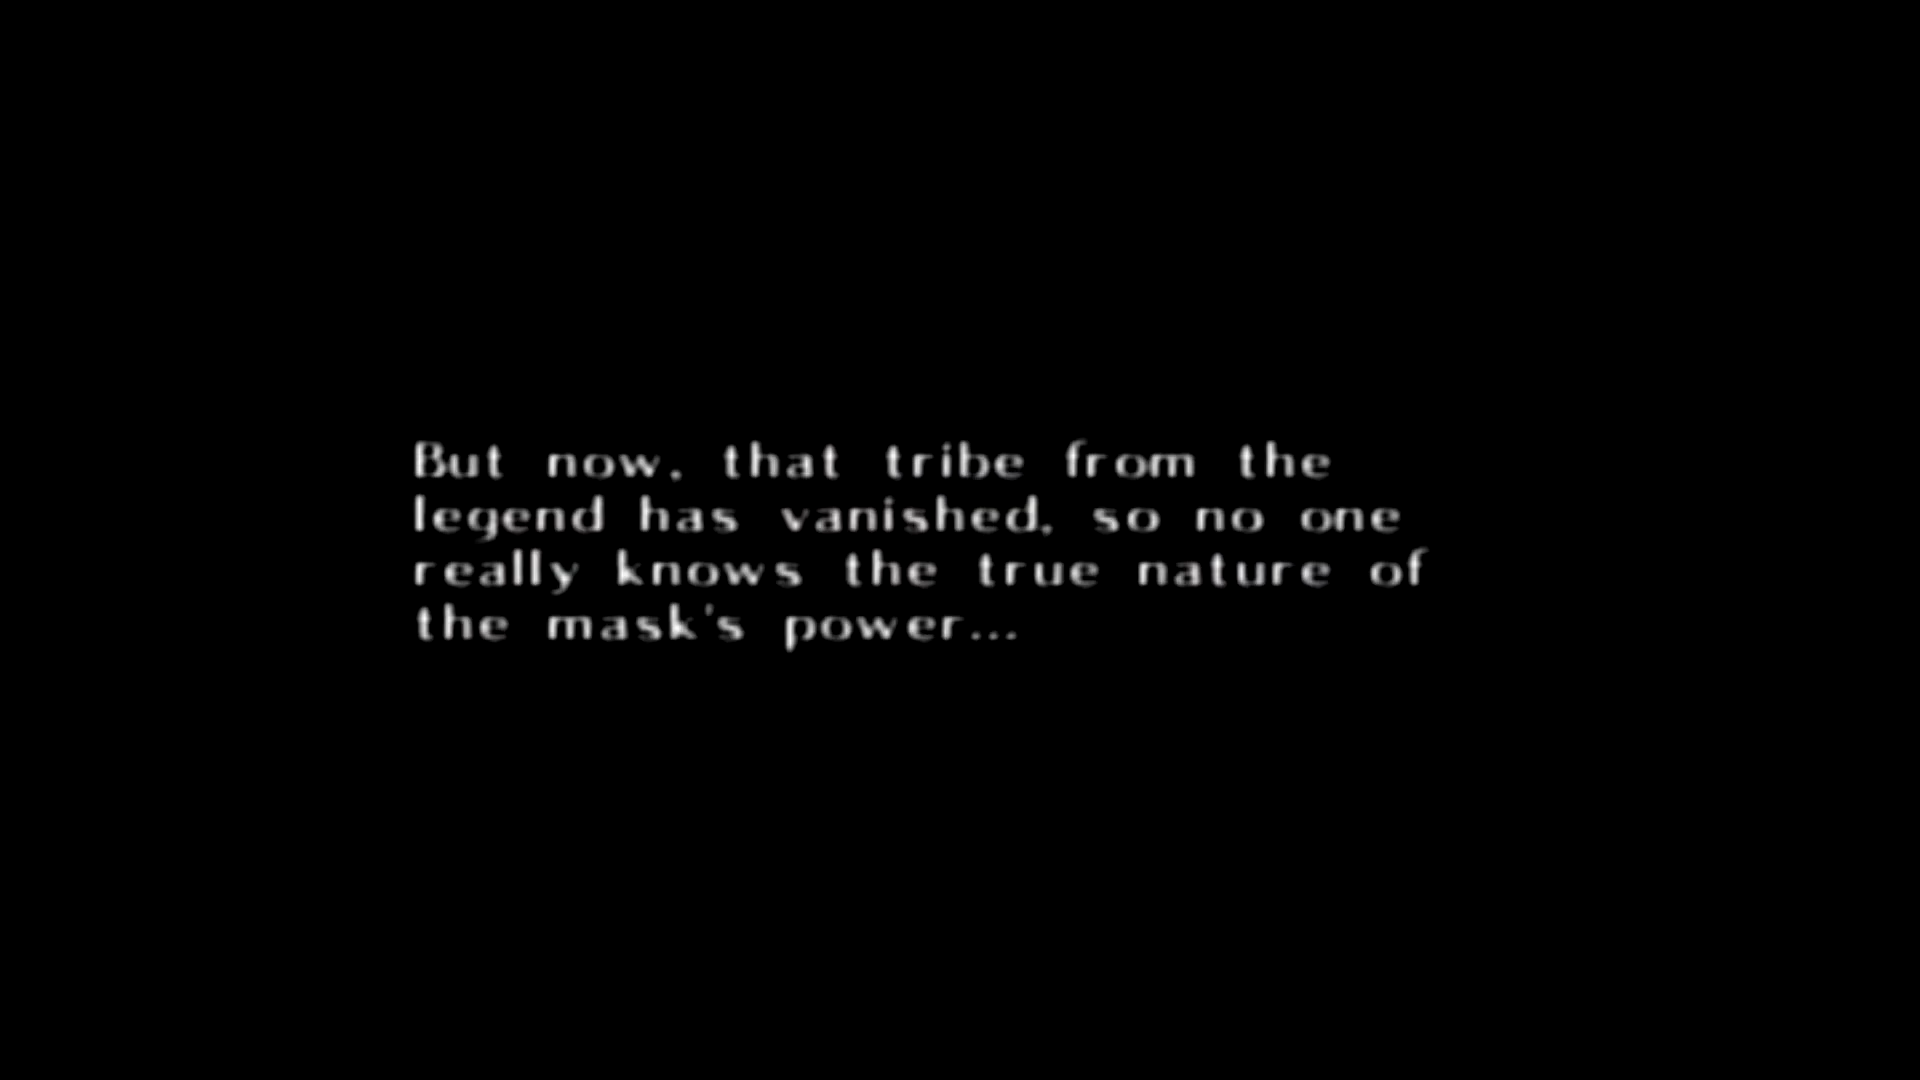 But now, that tribe from the
legend has vanished, so no one
really knows the true nature of
the mask's power...